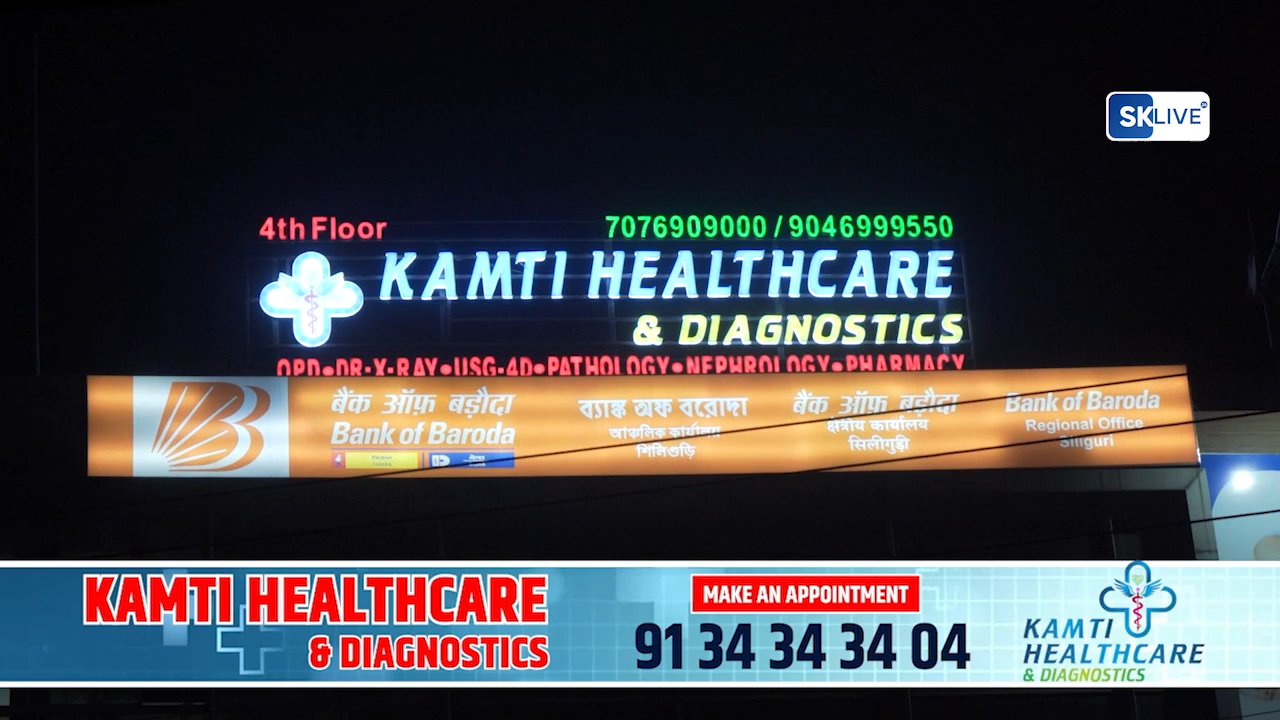 SKLIVE
4th Floor
7076909000 / 9046999550
KAMTI HEALTHCARE
& DIAGNOSTICS
OPD•DR•X-RAY•USG-4D•PATHOLOGY•NEPHROLOGY•PHARMACY
बैंक ऑफ़ बड़ौदा
Bank of Baroda
ব্যাঙ্ক অফ বরোদা
আঞ্চলিক কার্যালয়
শিলিগুড়ি
बैंक ऑफ़ बड़ौदा
क्षेत्रीय कार्यालय
सिलीगुड़ी
Bank of Baroda
Regional Office
Siliguri
KAMTI HEALTHCARE
& DIAGNOSTICS
MAKE AN APPOINTMENT
91 34 34 34 04
KAMTI
HEALTHCARE
& DIAGNOSTICS